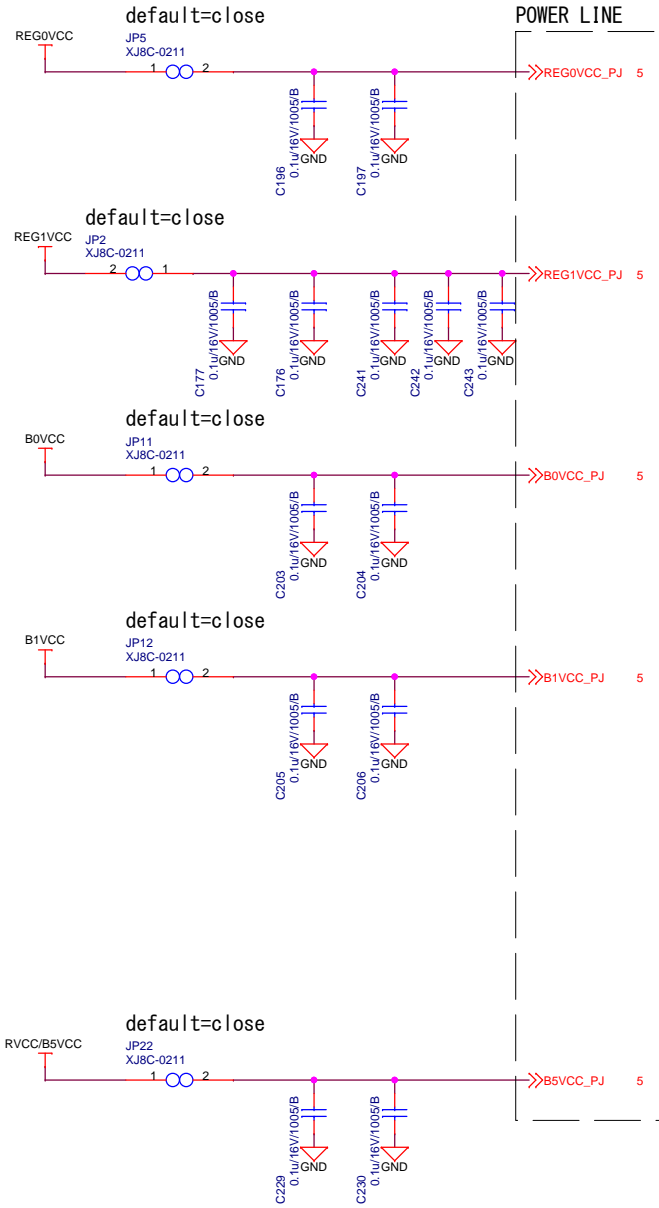 default=close
POWER LINE
REG0VCC
JP5
XJ8C-0211
1 2
REG0VCC_PJ 5
C196
0.1u/16V/1005/B
GND
C197
0.1u/16V/1005/B
GND
default=close
REG1VCC
JP2
XJ8C-0211
2 1
REG1VCC_PJ 5
C177
0.1u/16V/1005/B
GND
C176
0.1u/16V/1005/B
GND
C241
0.1u/16V/1005/B
GND
C242
0.1u/16V/1005/B
GND
C243
0.1u/16V/1005/B
GND
default=close
B0VCC
JP11
XJ8C-0211
1 2
B0VCC_PJ 5
C203
0.1u/16V/1005/B
GND
C204
0.1u/16V/1005/B
GND
default=close
B1VCC
JP12
XJ8C-0211
1 2
B1VCC_PJ 5
C205
0.1u/16V/1005/B
GND
C206
0.1u/16V/1005/B
GND
default=close
RVCC/B5VCC
JP22
XJ8C-0211
1 2
B5VCC_PJ 5
C229
0.1u/16V/1005/B
GND
C230
0.1u/16V/1005/B
GND